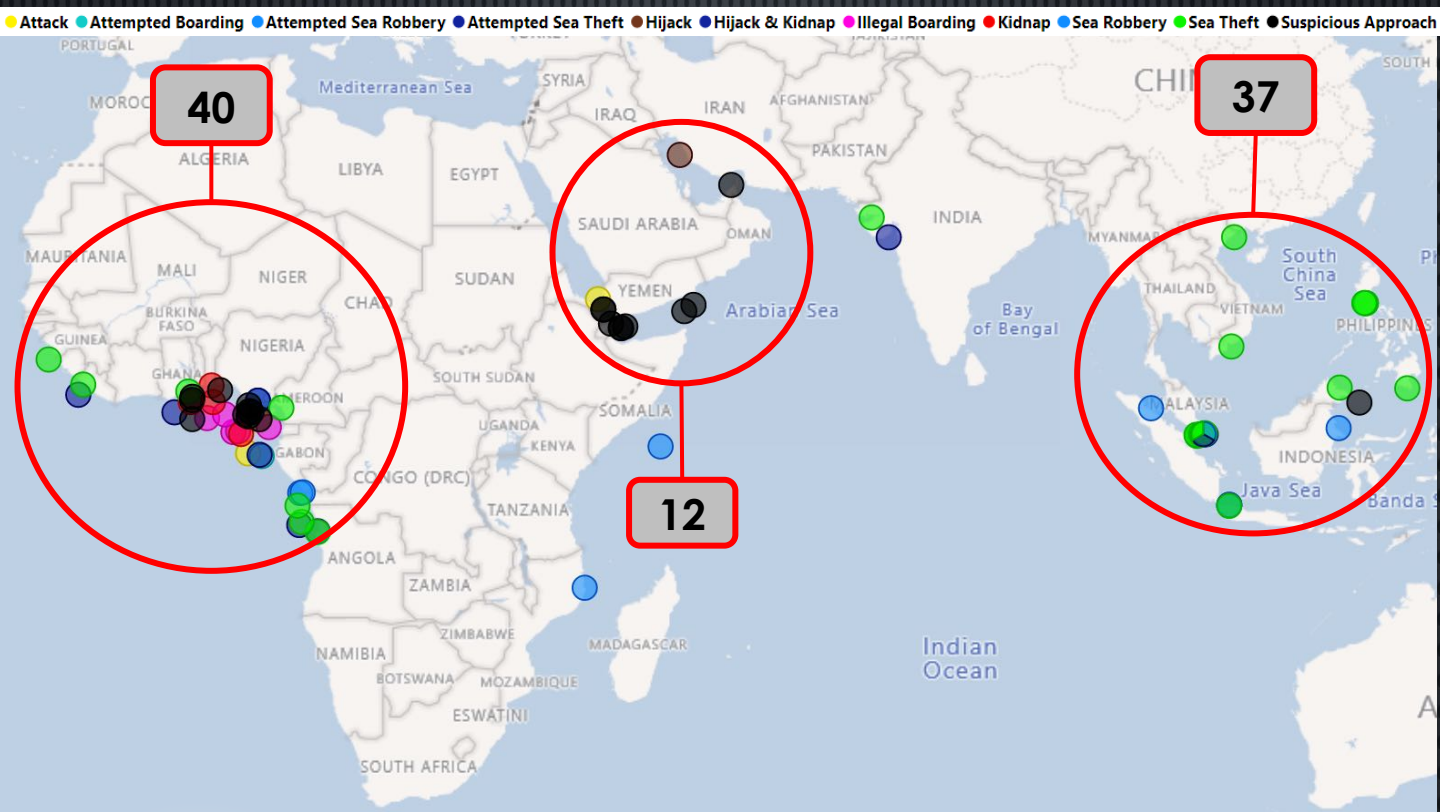 Attack Attempted Boarding Attempted Sea Robbery Attempted Sea Theft Hijack Hijack & Kidnap Illegal Boarding Kidnap Sea Robbery Sea Theft Suspicious Approach
PORTUGAL
SOUTH
40
Mediterranean Sea
SYRIA
CHI
37
MOROC
IRAQ
IRAN
AFGHANISTAN
PAKISTAN
ALGERIA
LIBYA
EGYPT
SAUDI ARABIA
OMAN
INDIA
MYANMAR
MAURITANIA
MALI
NIGER
SUDAN
South
China
Sea
Ph
CHAD
YEMEN
Arabian Sea
Bay
of Bengal
THAILAND
VIETNAM
PHILIPPINES
BURKINA
FASO
GUINEA
NIGERIA
GHANA
SOUTH SUDAN
MEROON
SOMALIA
MALAYSIA
UGANDA
KENYA
GABON
CONGO (DRC)
INDONESIA
12
TANZANIA
Java Sea
Banda S
ANGOLA
ZAMBIA
ZIMBABWE
MADAGASCAR
Indian
Ocean
NAMIBIA
BOTSWANA
MOZAMBIQUE
A
ESWATINI
SOUTH AFRICA